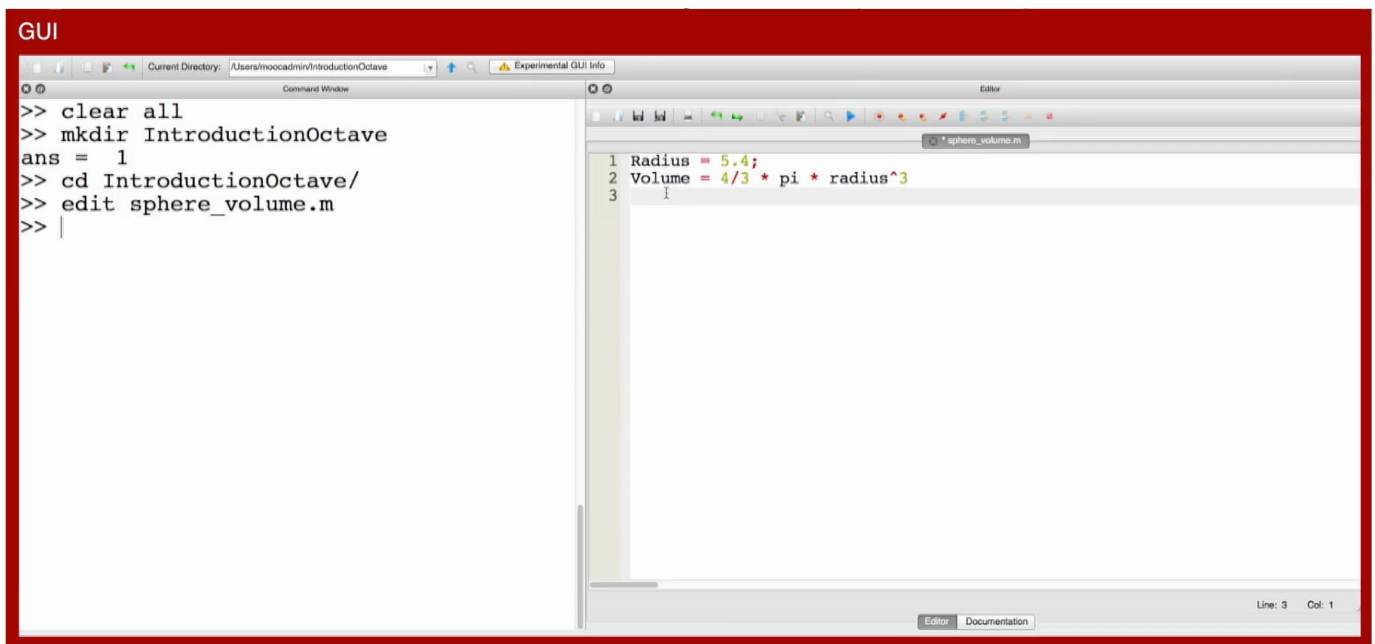 GUI
Current Directory: /Users/moocadmin/IntroductionOctave Experimental GUI Info
Command Window
>> clear all
>> mkdir IntroductionOctave
ans = 1
>> cd IntroductionOctave/
>> edit sphere_volume.m
>>
Editor
* sphere_volume.m
1 Radius = 5.4;
2 Volume = 4/3 * pi * radius^3
3
Line: 3 Col: 1
Editor Documentation